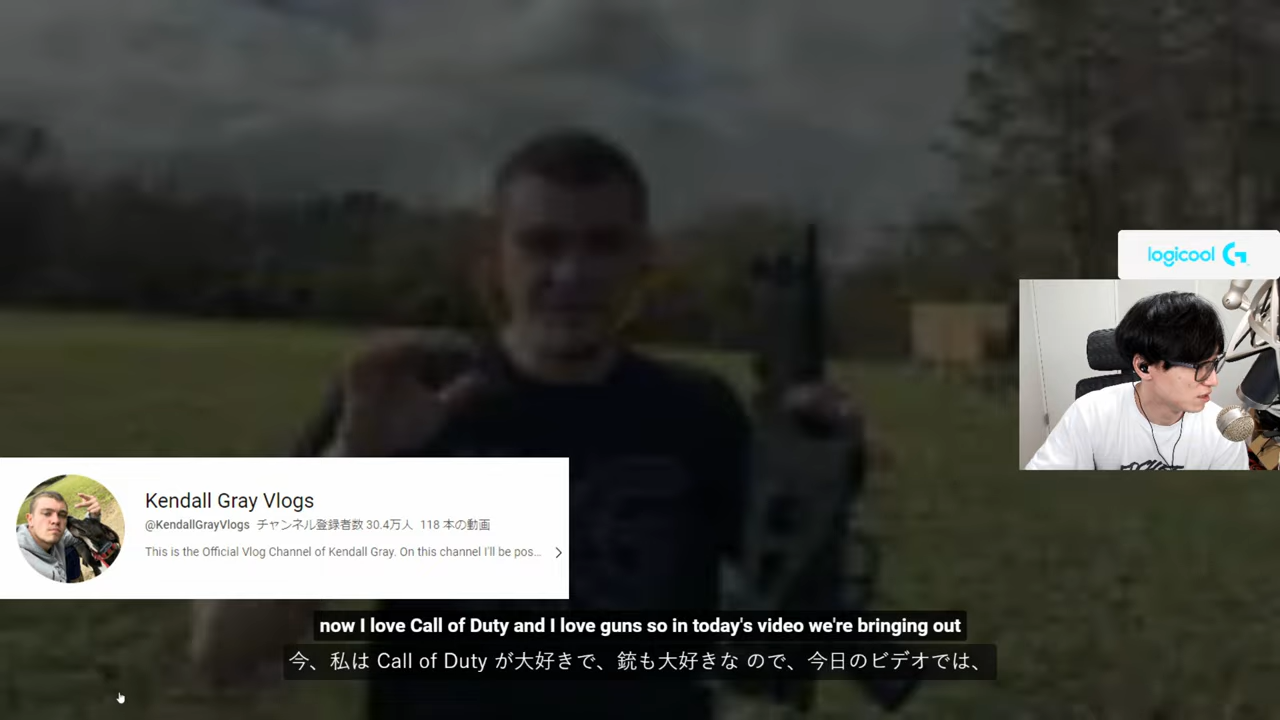 logicool G
Kendall Gray Vlogs
@KendallGrayVlogs チャンネル登録者数 30.4万人 118 本の動画
This is the Official Vlog Channel of Kendall Gray. On this channel I'll be pos...
now I love Call of Duty and I love guns so in today's video we're bringing out
今、私は Call of Duty が大好きで、銃も大好きな ので、今日のビデオでは、